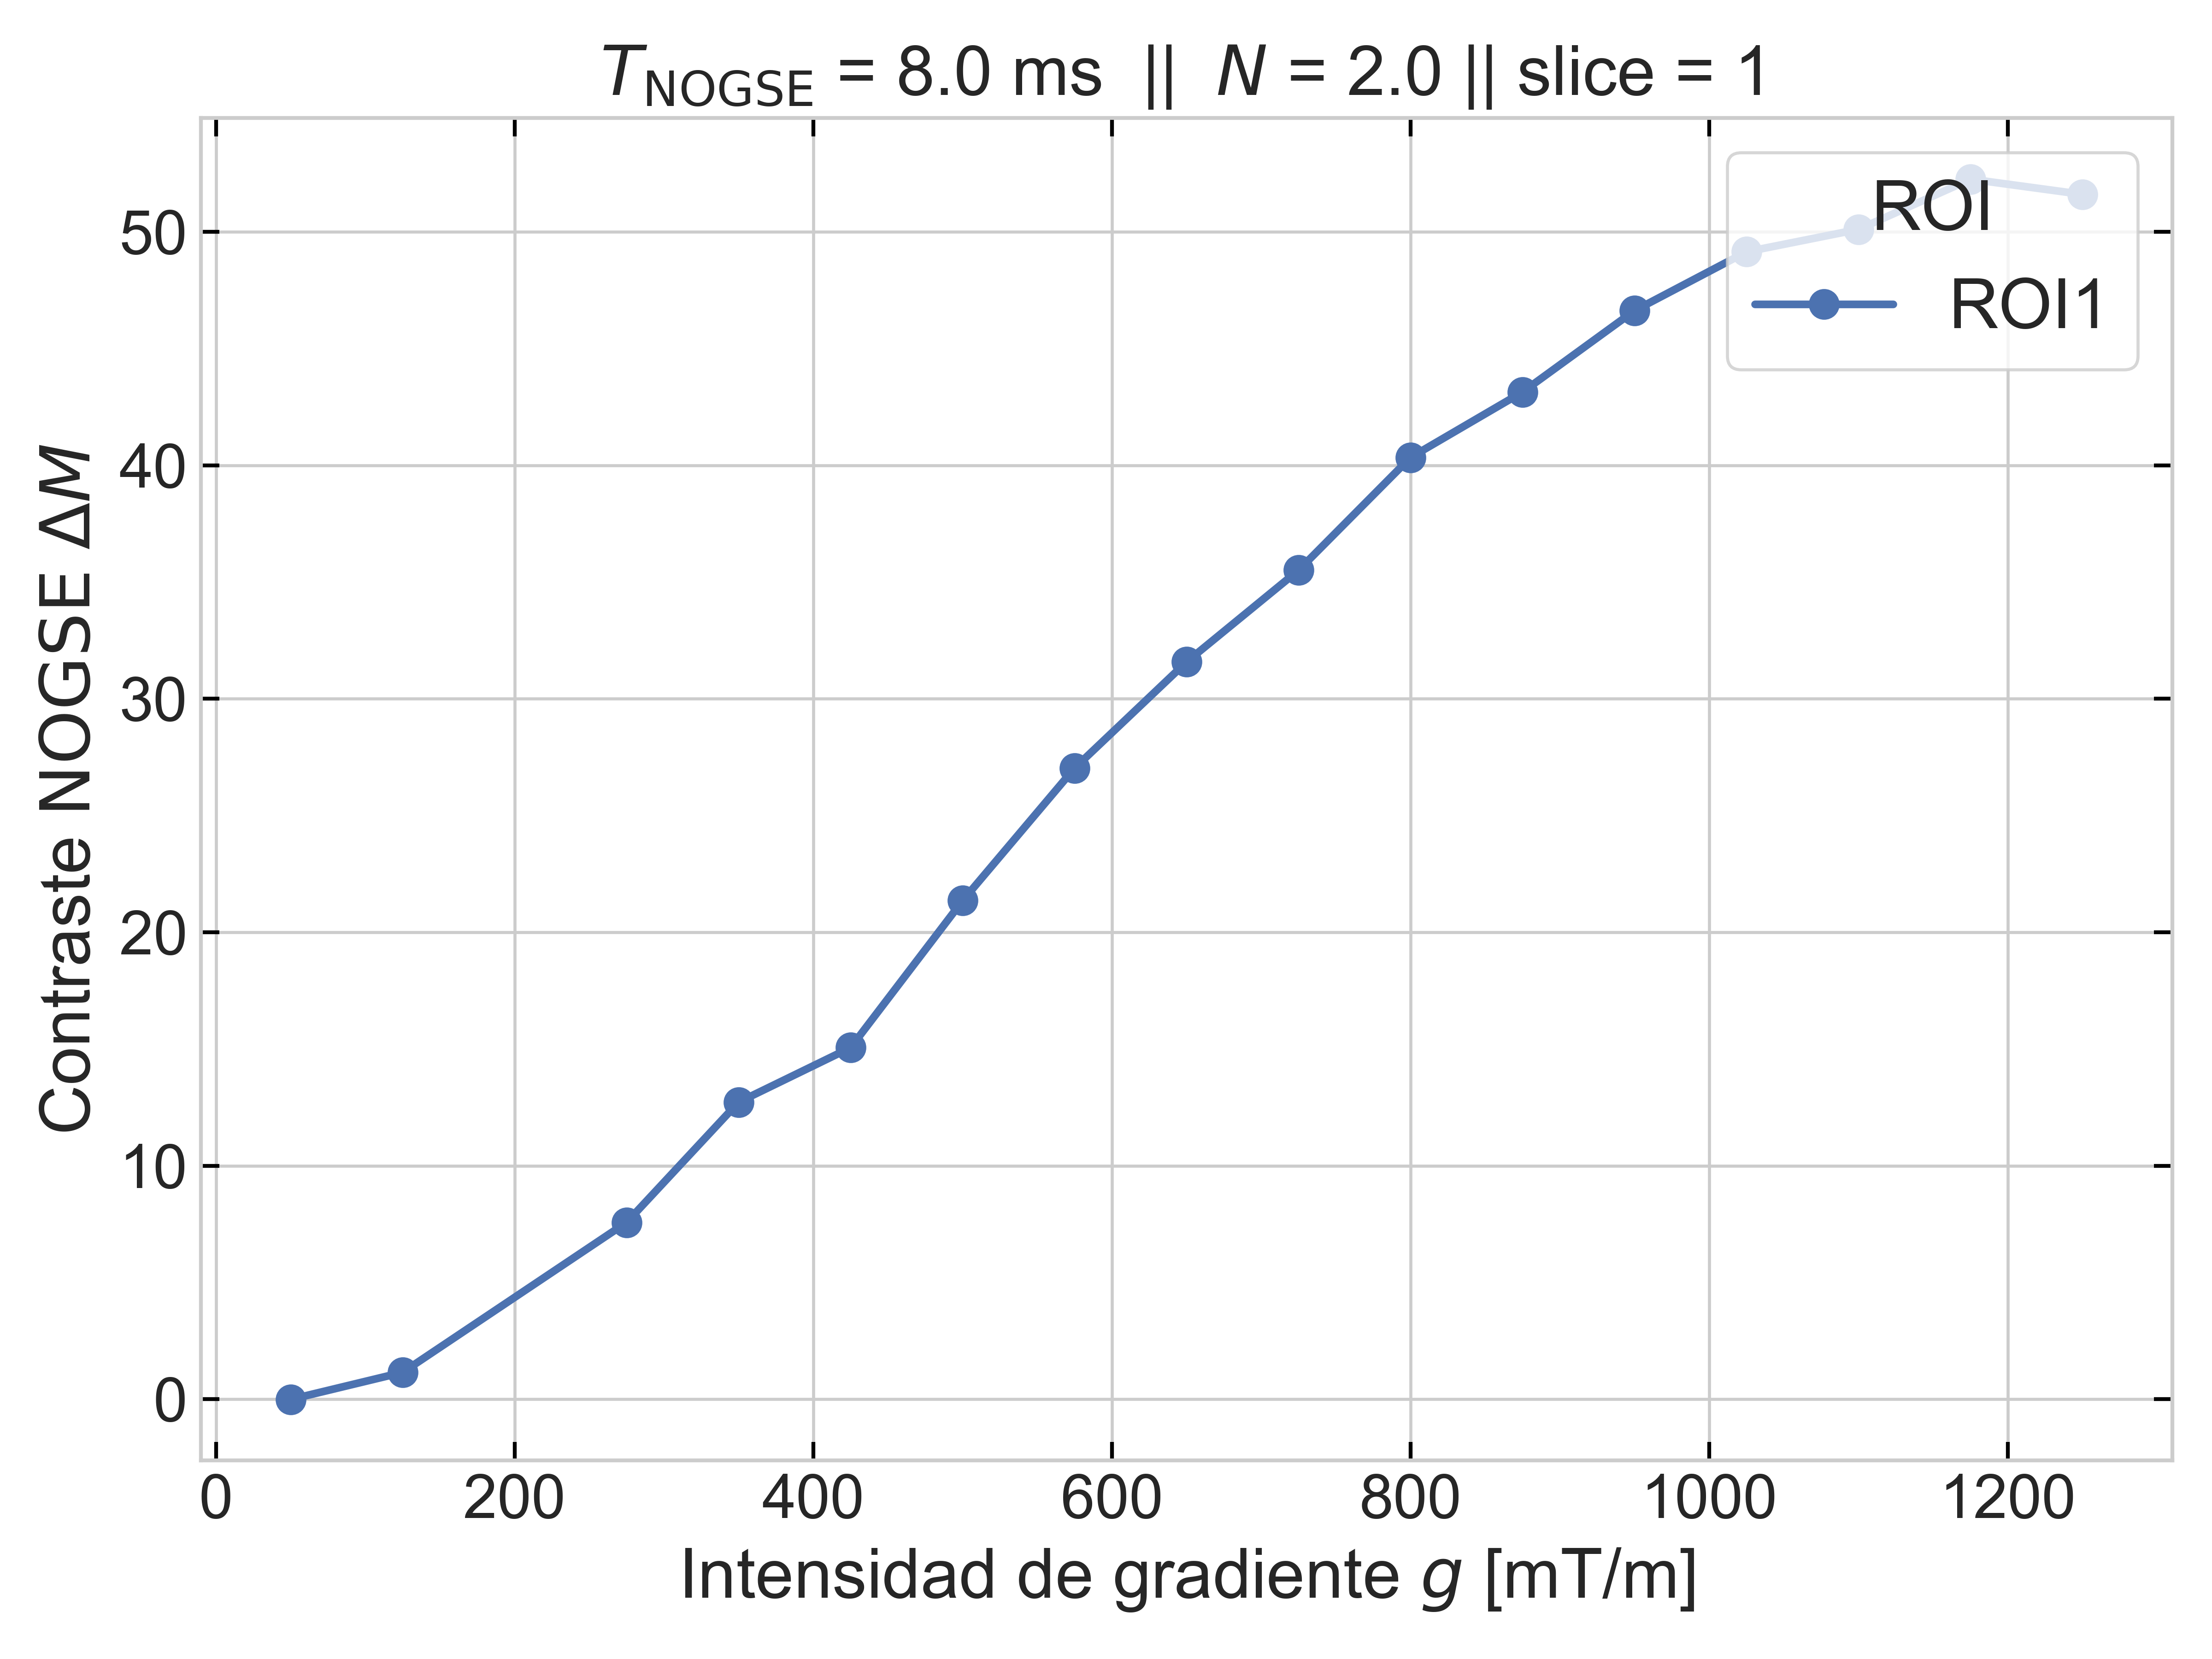 T_NOGSE = 8.0 ms || N = 2.0 || slice = 1
Contraste NOGSE ΔM
50
40
30
20
10
0
ROI
ROI1
0 200 400 600 800 1000 1200
Intensidad de gradiente g [mT/m]